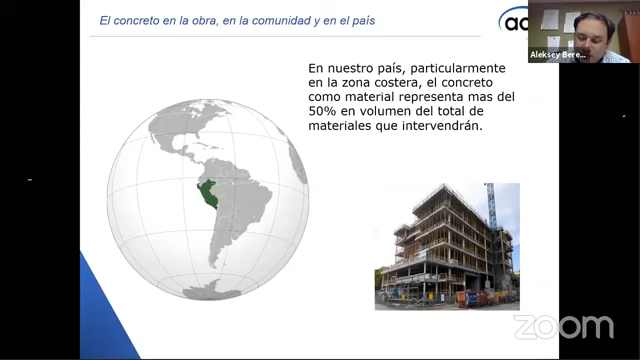 El concreto en la obra, en la comunidad y en el país
Aleksey Bere...
En nuestro país, particularmente
en la zona costera, el concreto
como material representa mas del
50% en volumen del total de
materiales que intervendrán.
zoom